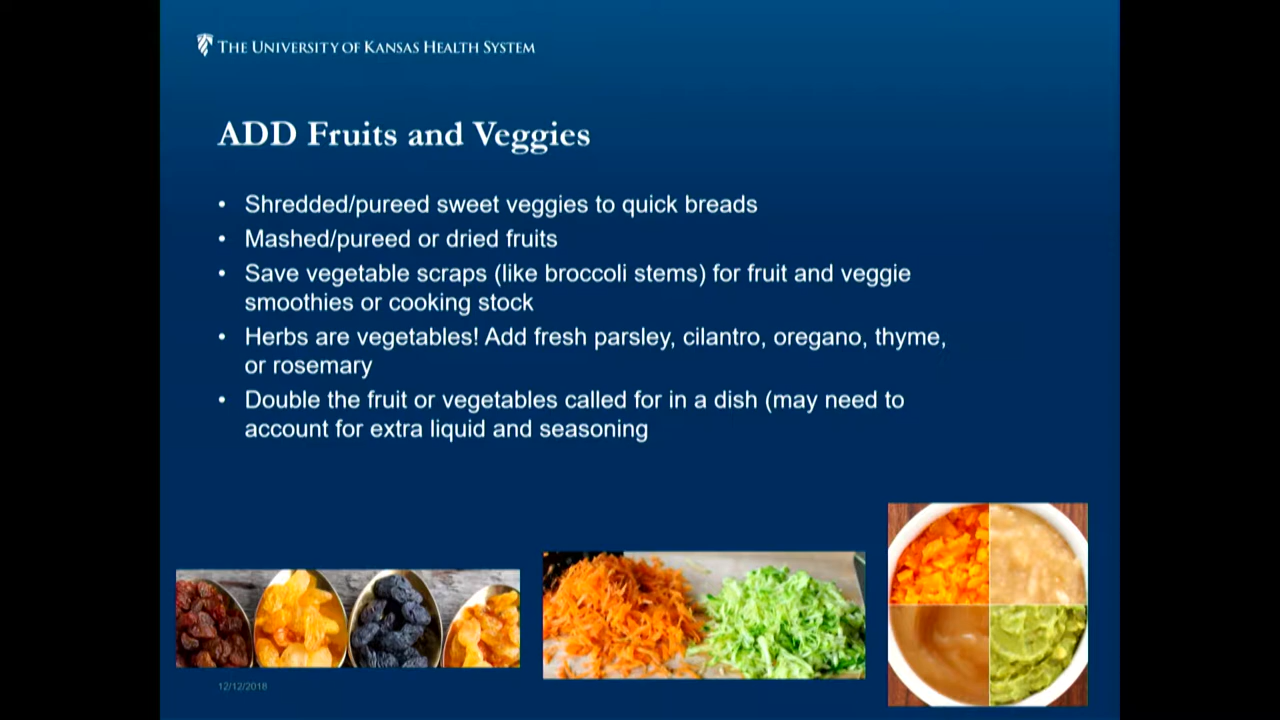 THE UNIVERSITY OF KANSAS HEALTH SYSTEM
ADD Fruits and Veggies
• Shredded/pureed sweet veggies to quick breads
• Mashed/pureed or dried fruits
• Save vegetable scraps (like broccoli stems) for fruit and veggie
smoothies or cooking stock
• Herbs are vegetables! Add fresh parsley, cilantro, oregano, thyme,
or rosemary
• Double the fruit or vegetables called for in a dish (may need to
account for extra liquid and seasoning
12/12/2018